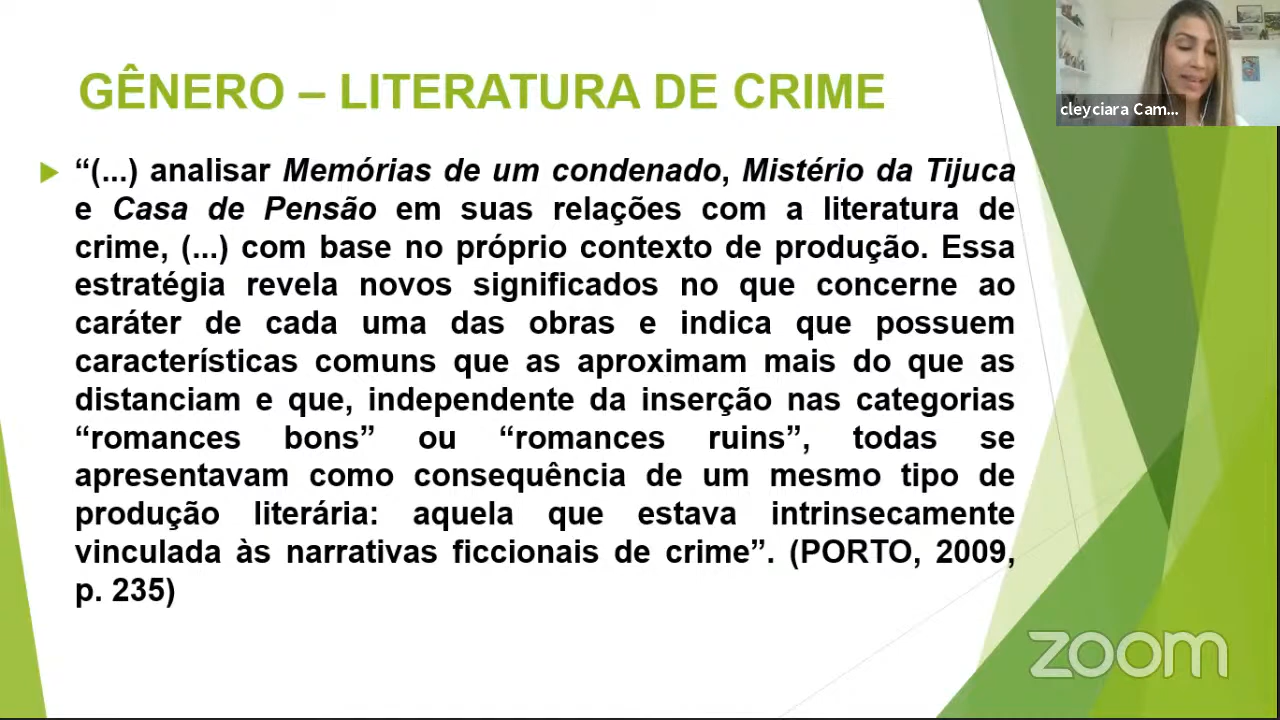 GÊNERO – LITERATURA DE CRIME
cleyciara Cam...
“(...) analisar Memórias de um condenado, Mistério da Tijuca
e Casa de Pensão em suas relações com a literatura de
crime, (...) com base no próprio contexto de produção. Essa
estratégia revela novos significados no que concerne ao
caráter de cada uma das obras e indica que possuem
características comuns que as aproximam mais do que as
distanciam e que, independente da inserção nas categorias
“romances bons” ou “romances ruins”, todas se
apresentavam como consequência de um mesmo tipo de
produção literária: aquela que estava intrinsecamente
vinculada às narrativas ficcionais de crime”. (PORTO, 2009,
p. 235)
zoom